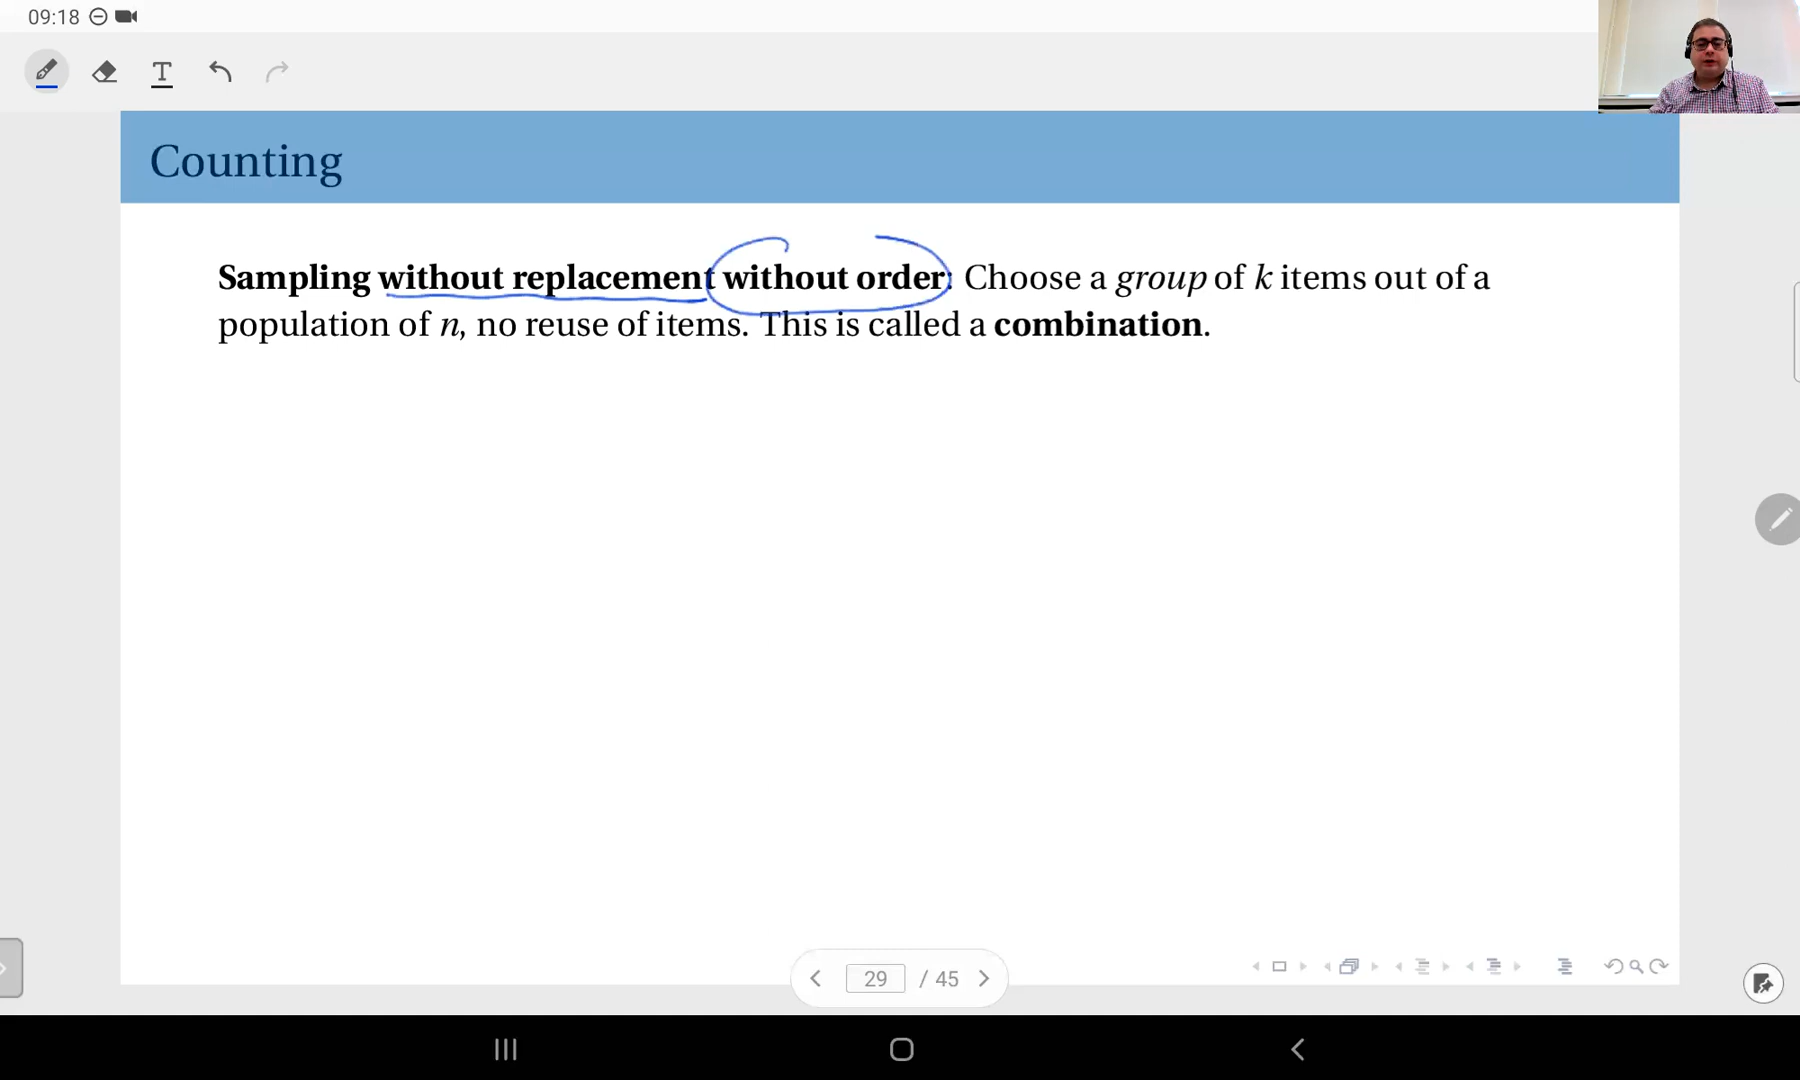 09:18
T
Counting
Sampling without replacement without order: Choose a group of k items out of a
population of n, no reuse of items. This is called a combination.
29 / 45